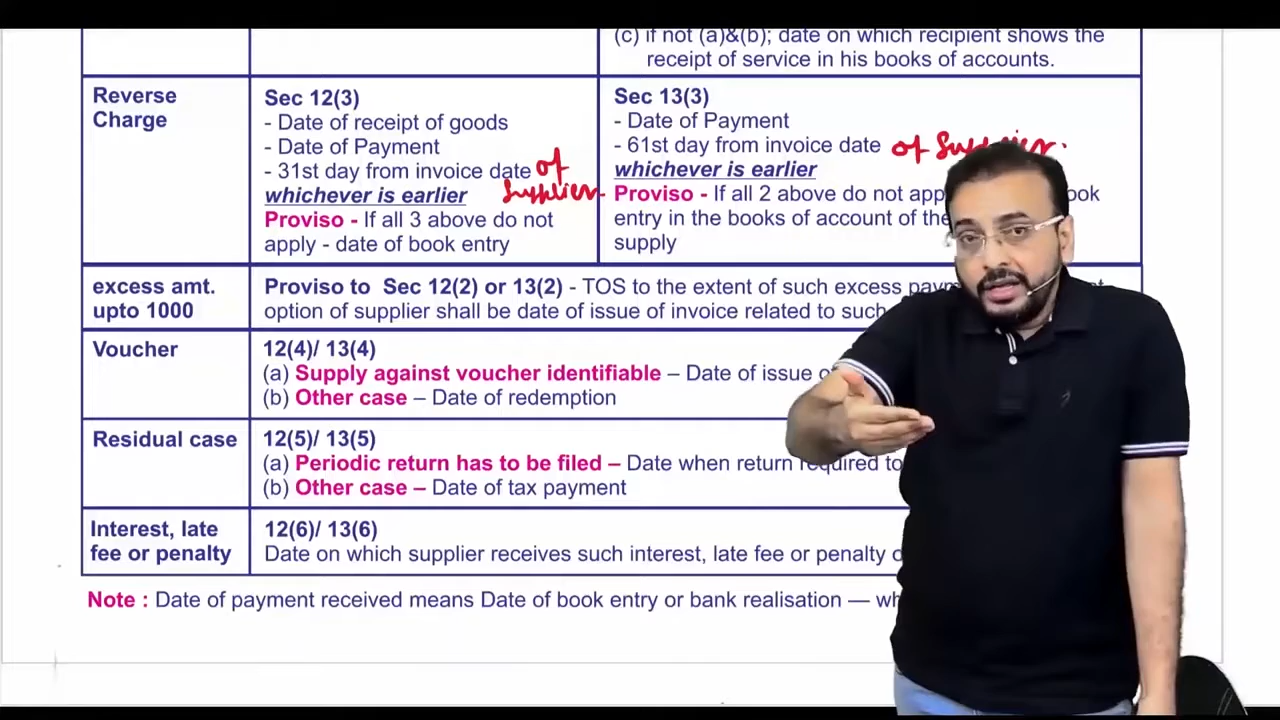 (c) if not (a)&(b); date on which recipient shows the
receipt of service in his books of accounts.
Reverse
Charge
Sec 12(3)
- Date of receipt of goods
- Date of Payment
- 31st day from invoice date of
supplier
whichever is earlier
Proviso - If all 3 above do not
apply - date of book entry
Sec 13(3)
- Date of Payment
- 61st day from invoice date of supplier.
whichever is earlier
Proviso - If all 2 above do not
entry in the books of account of the
supply
excess amt.
upto 1000
Proviso to Sec 12(2) or 13(2) - TOS to the extent of such excess
option of supplier shall be date of issue of invoice related to such
Voucher
12(4)/ 13(4)
(a) Supply against voucher identifiable – Date of issue
(b) Other case – Date of redemption
Residual case
12(5)/ 13(5)
(a) Periodic return has to be filed – Date when return required to
(b) Other case – Date of tax payment
Interest, late
fee or penalty
12(6)/ 13(6)
Date on which supplier receives such interest, late fee or penalty
Note : Date of payment received means Date of book entry or bank realisation —